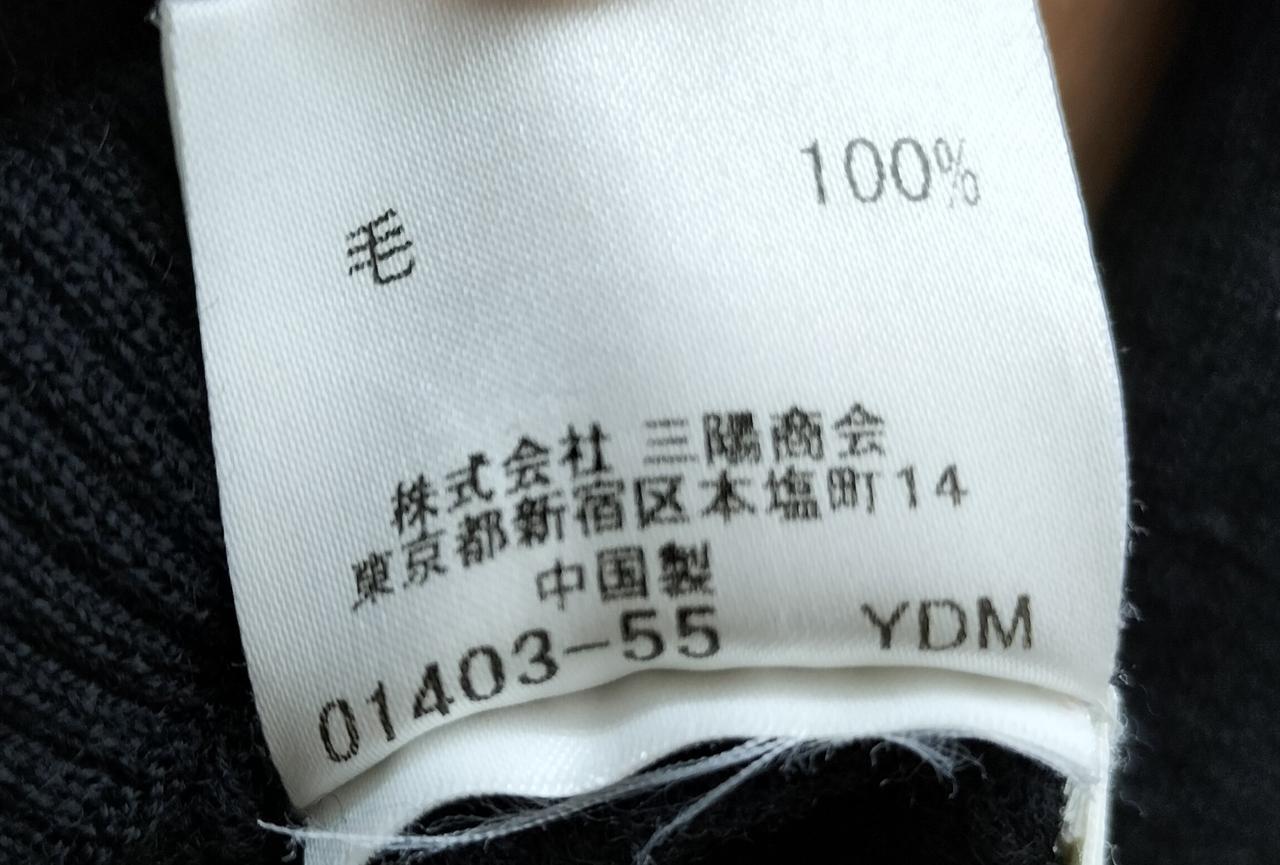 毛 100%
株式会社 三陽商会
東京都新宿区本塩町14
中国製
01403-55 YDM